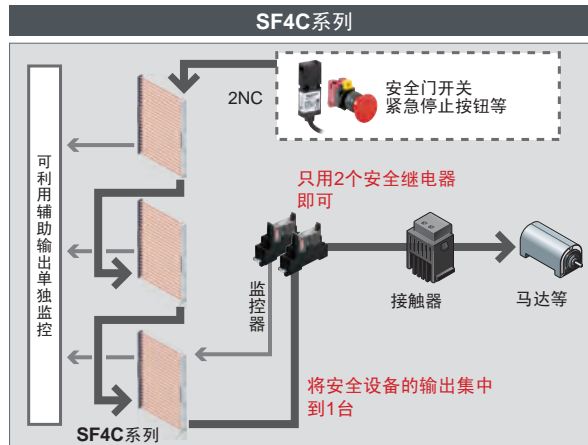 SF4C系列
2NC
安全门开关
紧急停止按钮等
可利用辅助输出单独监控
只用2个安全继电器
即可
监控器
接触器
马达等
将安全设备的输出集中
到1台
SF4C系列